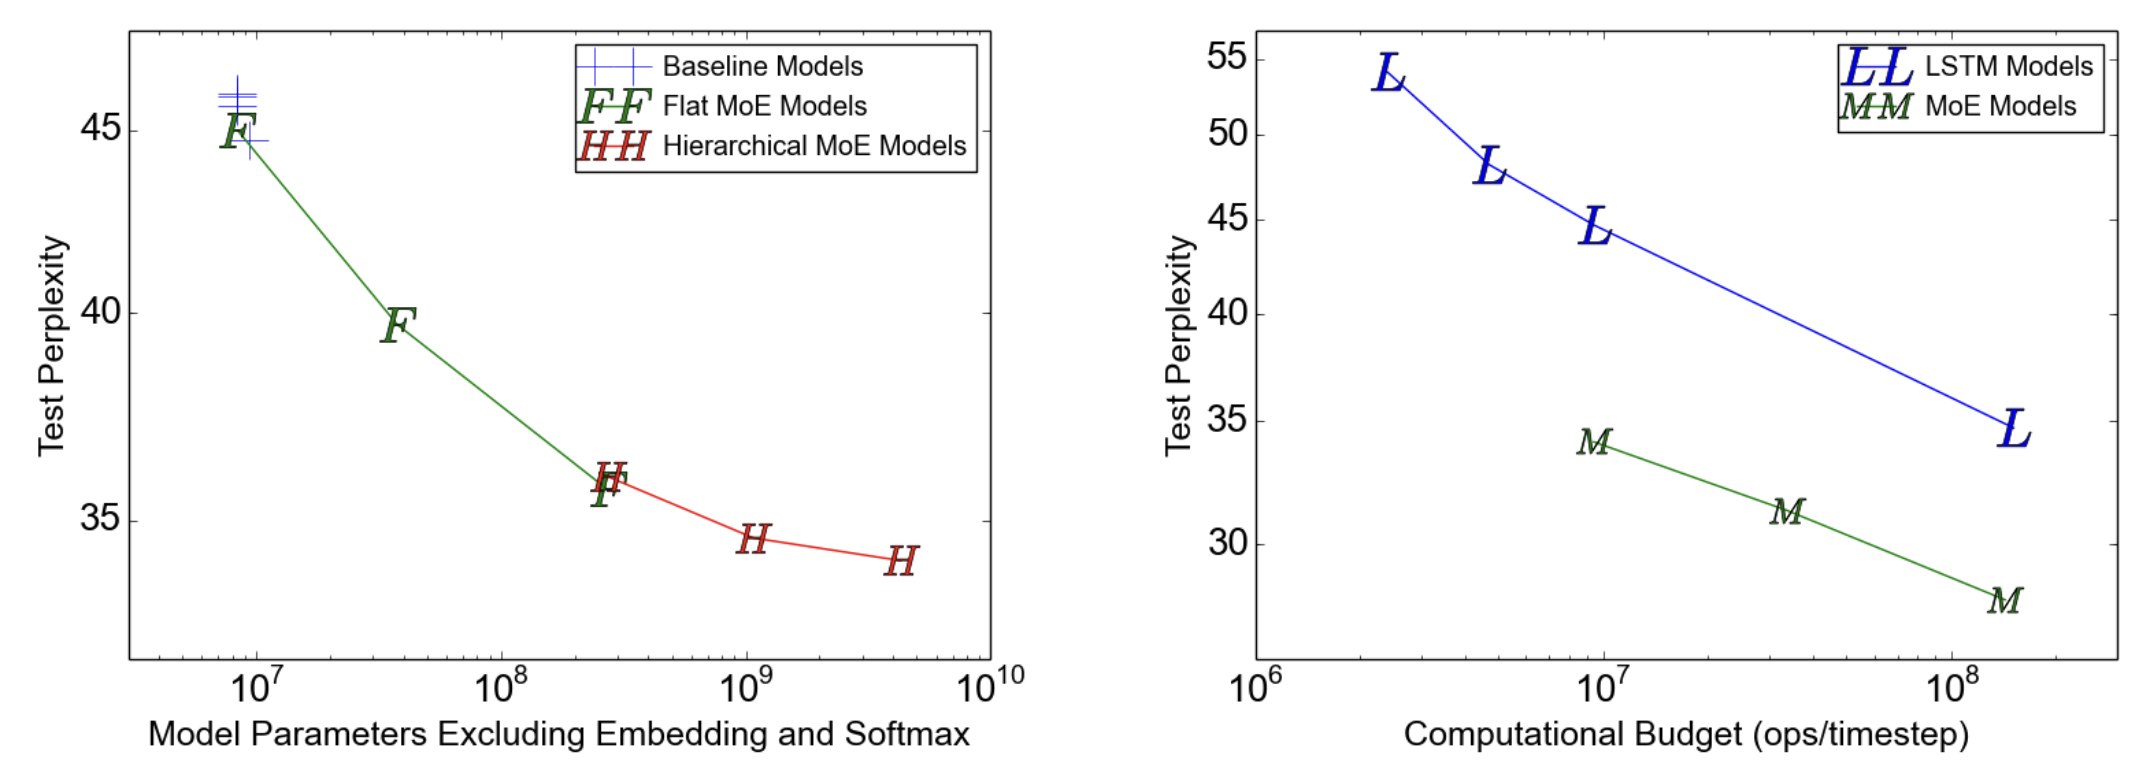 Baseline Models
F F Flat MoE Models
H H Hierarchical MoE Models
45
40
35
F
F
F
H
H
H
10^7
10^8
10^9
10^10
Test Perplexity
Model Parameters Excluding Embedding and Softmax
L L LSTM Models
M M MoE Models
55
50
45
40
35
30
L
L
L
L
M
M
M
10^6
10^7
10^8
Test Perplexity
Computational Budget (ops/timestep)